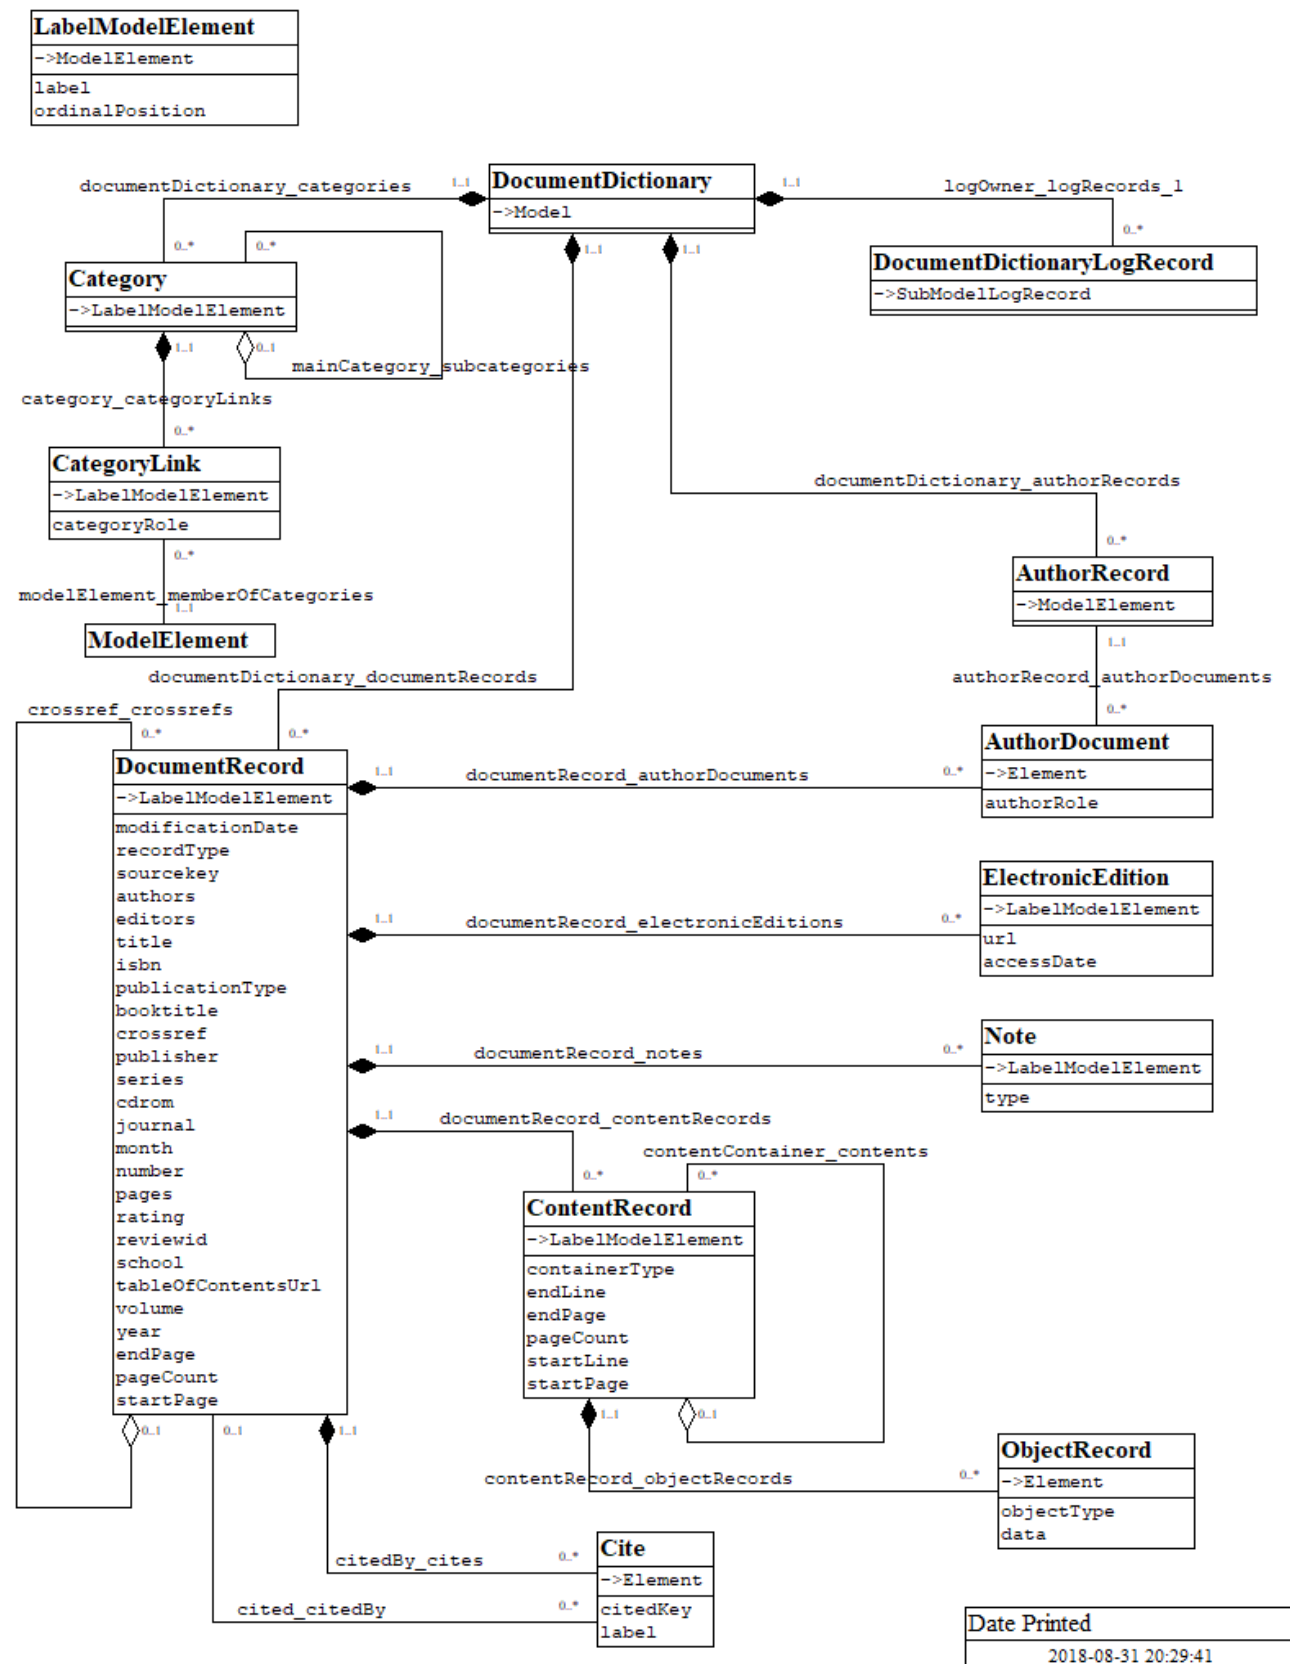 LabelModelElement
->ModelElement
label
ordinalPosition
documentDictionary_categories
1..1
DocumentDictionary
->Model
1..1
logOwner_logRecords_1
0..*
0..*
0..*
1..1
1..1
DocumentDictionaryLogRecord
->SubModelLogRecord
Category
->LabelModelElement
1..1
0..1
mainCategory_subcategories
category_categoryLinks
0..*
CategoryLink
->LabelModelElement
categoryRole
0..*
modelElement_memberOfCategories
1..1
ModelElement
documentDictionary_authorRecords
0..*
AuthorRecord
->ModelElement
1..1
authorRecord_authorDocuments
0..*
documentDictionary_documentRecords
crossref_crossrefs
0..*
0..*
DocumentRecord
->LabelModelElement
modificationDate
recordType
sourcekey
authors
editors
title
isbn
publicationType
booktitle
crossref
publisher
series
cdrom
journal
month
number
pages
rating
reviewid
school
tableOfContentsUrl
volume
year
endPage
pageCount
startPage
0..1
0..1
1..1
1..1
documentRecord_authorDocuments
0..*
AuthorDocument
->Element
authorRole
1..1
documentRecord_electronicEditions
0..*
ElectronicEdition
->LabelModelElement
url
accessDate
1..1
documentRecord_notes
0..*
Note
->LabelModelElement
type
1..1
documentRecord_contentRecords
contentContainer_contents
0..*
0..*
ContentRecord
->LabelModelElement
containerType
endLine
endPage
pageCount
startLine
startPage
1..1
0..1
contentRecord_objectRecords
0..*
ObjectRecord
->Element
objectType
data
citedBy_cites
0..*
cited_citedBy
0..*
Cite
->Element
citedKey
label
Date Printed
2018-08-31 20:29:41